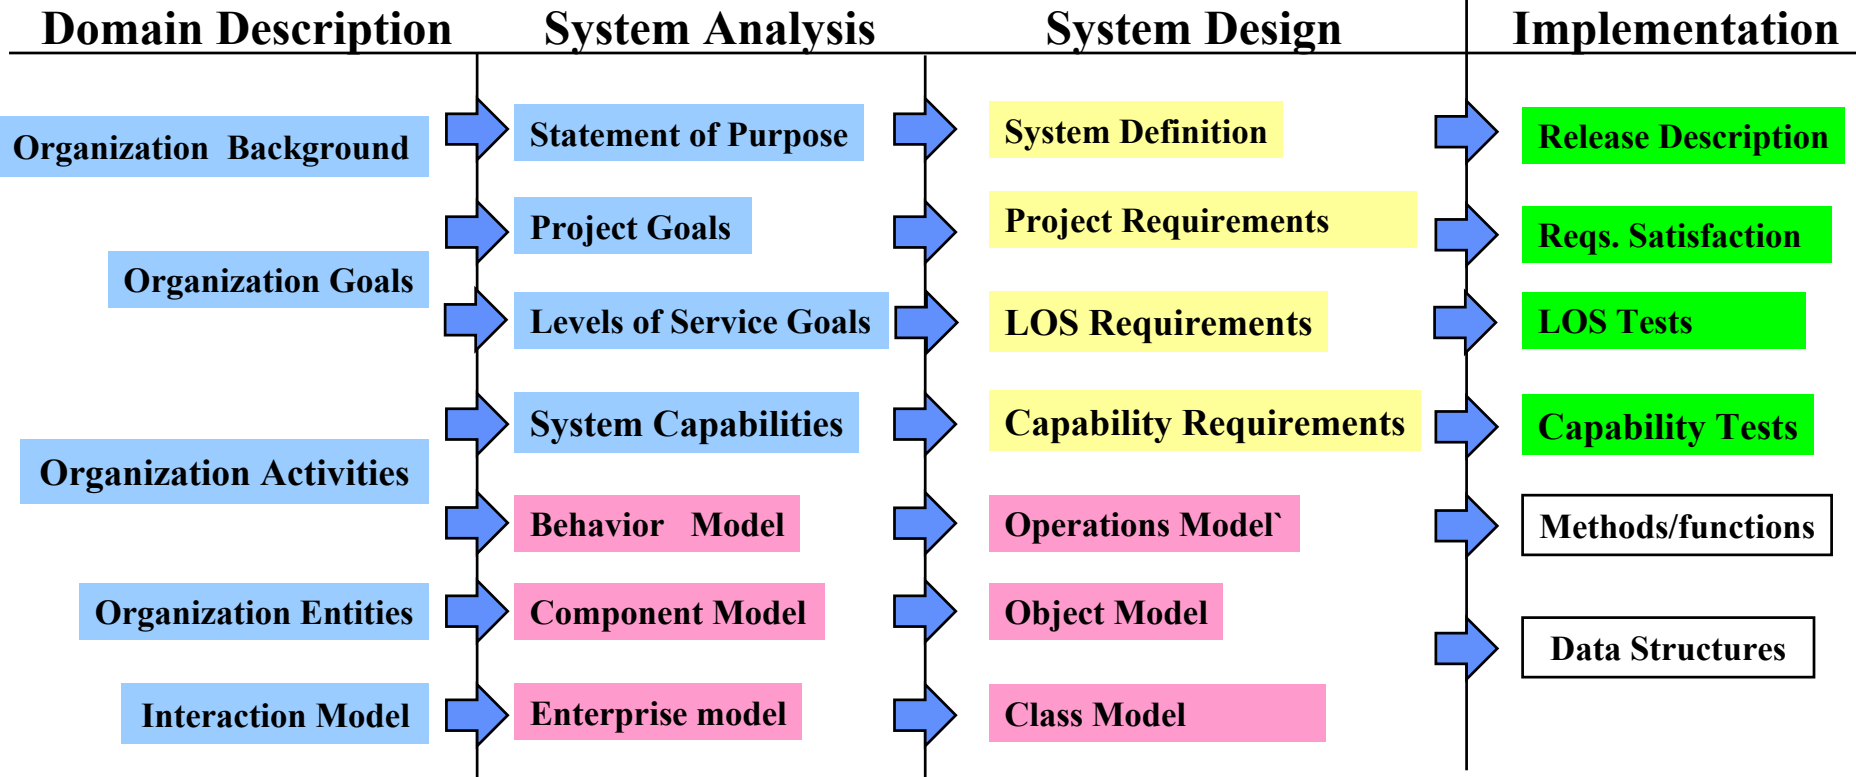 Domain Description
System Analysis
System Design
Implementation
Organization Background
Statement of Purpose
System Definition
Release Description
Project Goals
Project Requirements
Reqs. Satisfaction
Organization Goals
Levels of Service Goals
LOS Requirements
LOS Tests
System Capabilities
Capability Requirements
Capability Tests
Organization Activities
Behavior Model
Operations Model`
Methods/functions
Organization Entities
Component Model
Object Model
Data Structures
Interaction Model
Enterprise model
Class Model